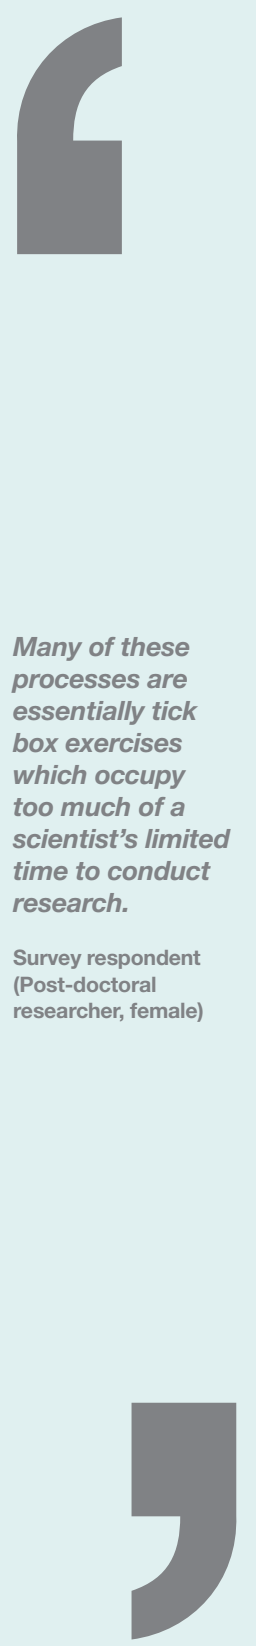 ‘
Many of these
processes are
essentially tick
box exercises
which occupy
too much of a
scientist’s limited
time to conduct
research.
Survey respondent
(Post-doctoral
researcher, female)
’